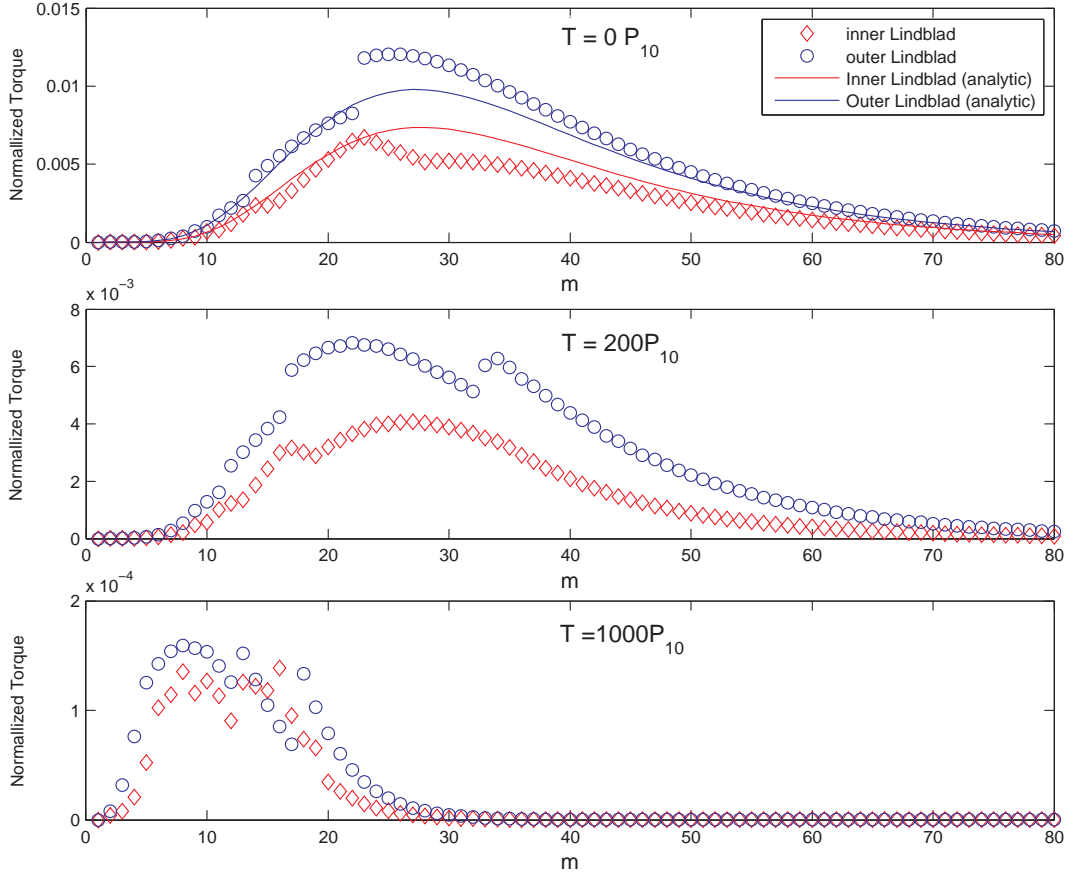 0.015
0.01
0.005
0
Normallized Torque
T = 0 P10
inner Lindblad
outer Lindblad
Inner Lindblad (analytic)
Outer Lindblad (analytic)
0 10 20 30 40 50 60 70 80
m
x 10−3
8
6
4
2
0
Normallized Torque
T = 200P10
0 10 20 30 40 50 60 70 80
m
x 10−4
2
1
0
Normallized Torque
T =1000P10
0 10 20 30 40 50 60 70 80
m